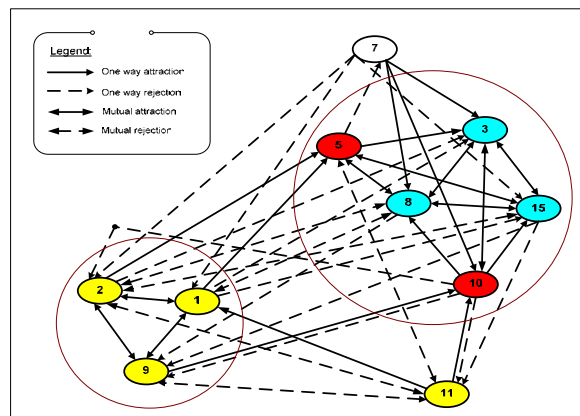 Legend:
One way attraction
One way rejection
Mutual attraction
Mutual rejection
7
3
5
8
15
2
1
10
9
11